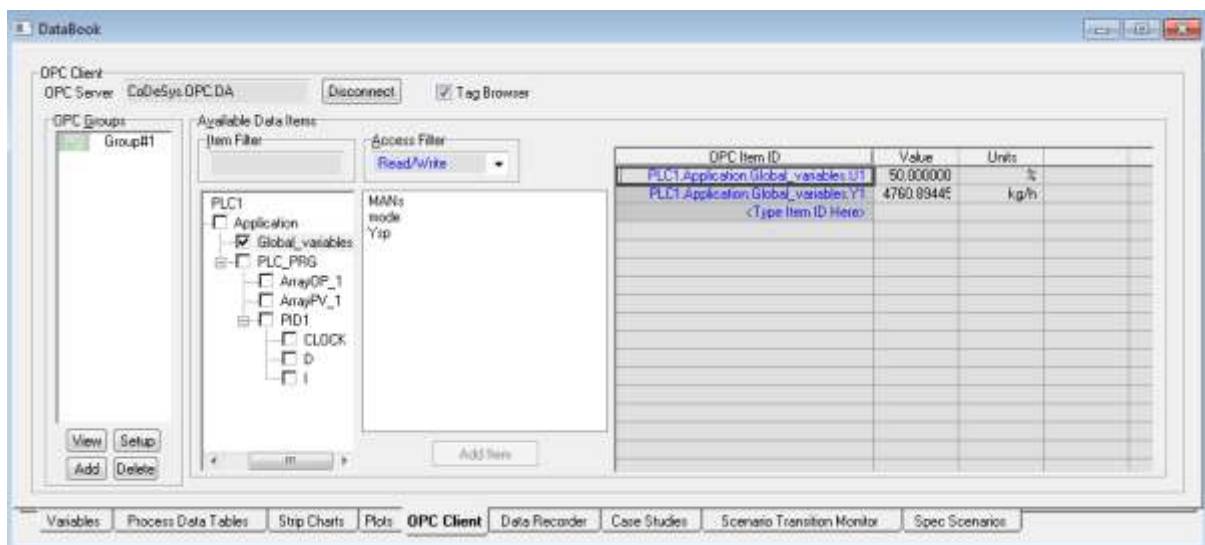 DataBook
OPC Client
OPC Server CoDeSys.OPC.DA Disconnect Tag Browser
OPC Groups
Group#1
View Setup
Add Delete
Available Data Items
Item Filter
Access Filter
Read/Write
PLC1
Application
Global_variables
PLC_PRG
ArrayOP_1
ArrayPV_1
PID1
CLOCK
D
I
MANs
mode
Ysp
Add Item
OPC Item ID Value Units
PLC1.Application.Global_variables.U1 50.000000 %
PLC1.Application.Global_variables.Y1 4760.89445 kg/h
<Type Item ID Here>
Variables Process Data Tables Strip Charts Plots OPC Client Data Recorder Case Studies Scenario Transition Monitor Spec Scenarios